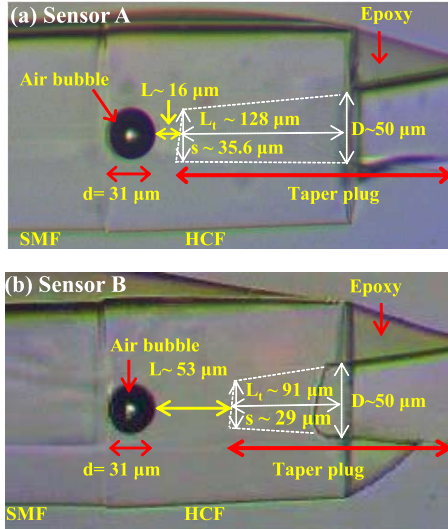 (a) Sensor A
Epoxy
Air bubble
L~ 16 µm
Lt ~ 128 µm
s ~ 35.6 µm
D~50 µm
d= 31 µm
Taper plug
SMF
HCF
(b) Sensor B
Epoxy
Air bubble
L~ 53 µm
Lt ~ 91 µm
s ~ 29 µm
D~50 µm
d= 31 µm
Taper plug
SMF
HCF